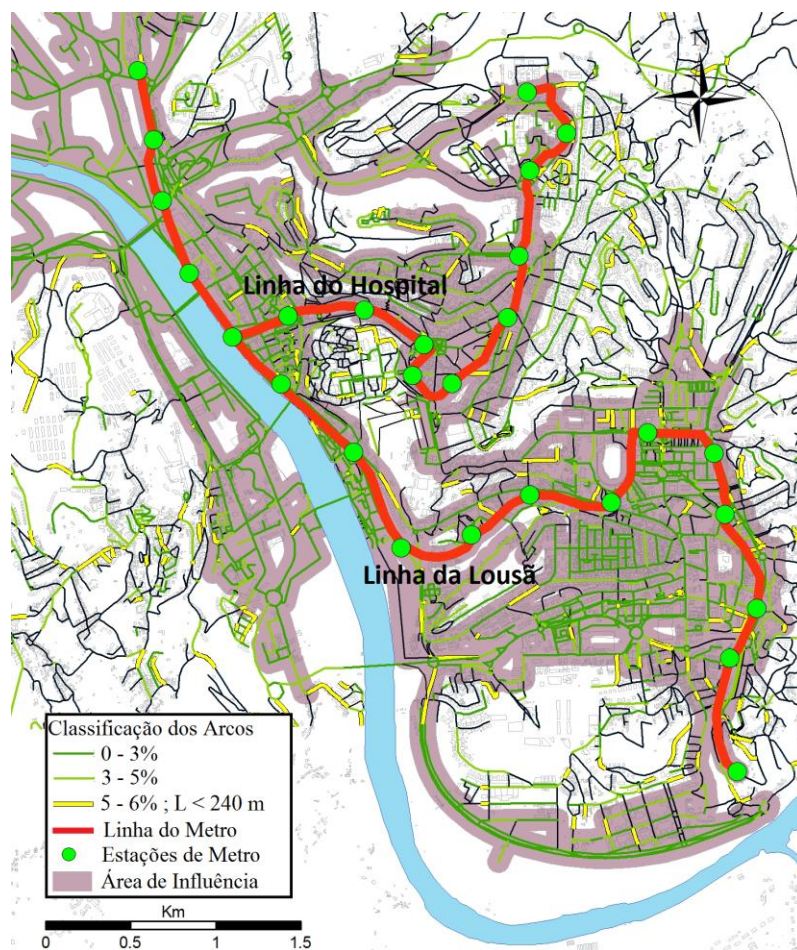 Linha do Hospital
Linha da Lousã
Classificação dos Arcos
0 - 3%
3 - 5%
5 - 6% ; L < 240 m
Linha do Metro
Estações de Metro
Área de Influência
Km
0 0.5 1 1.5